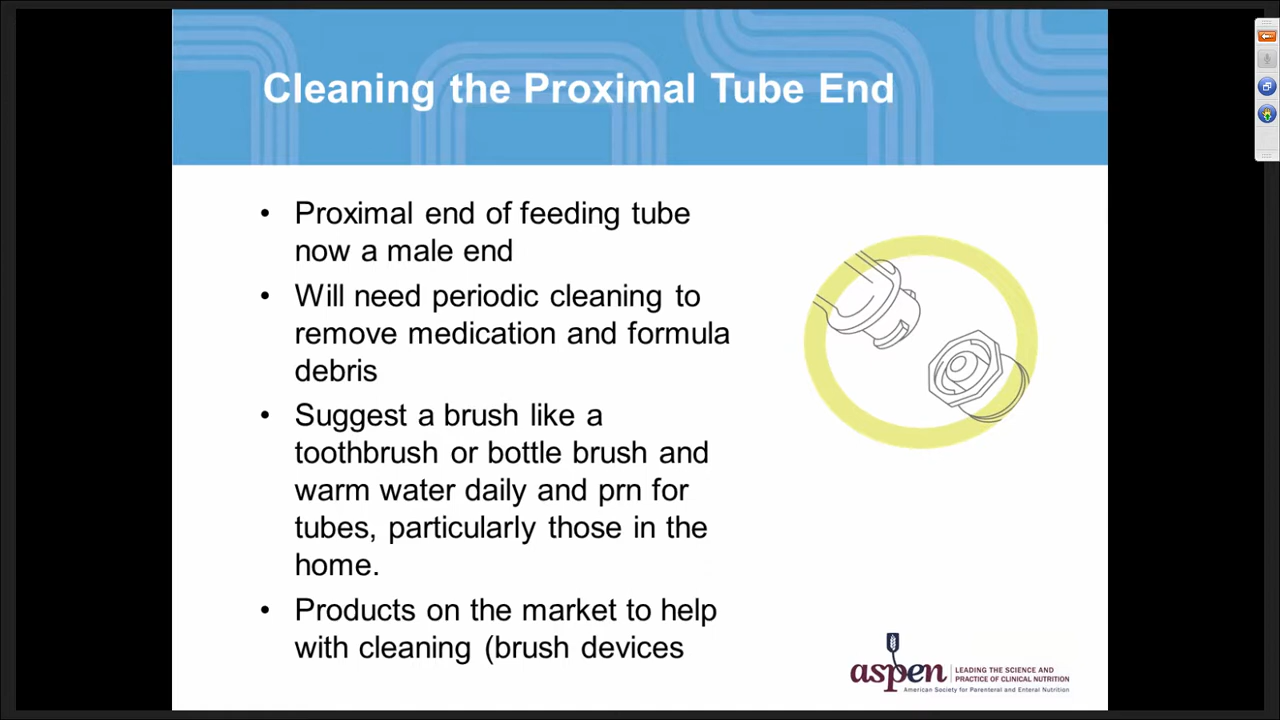 Cleaning the Proximal Tube End
• Proximal end of feeding tube
now a male end
• Will need periodic cleaning to
remove medication and formula
debris
• Suggest a brush like a
toothbrush or bottle brush and
warm water daily and prn for
tubes, particularly those in the
home.
• Products on the market to help
with cleaning (brush devices
aspen
LEADING THE SCIENCE AND
PRACTICE OF CLINICAL NUTRITION
American Society for Parenteral and Enteral Nutrition